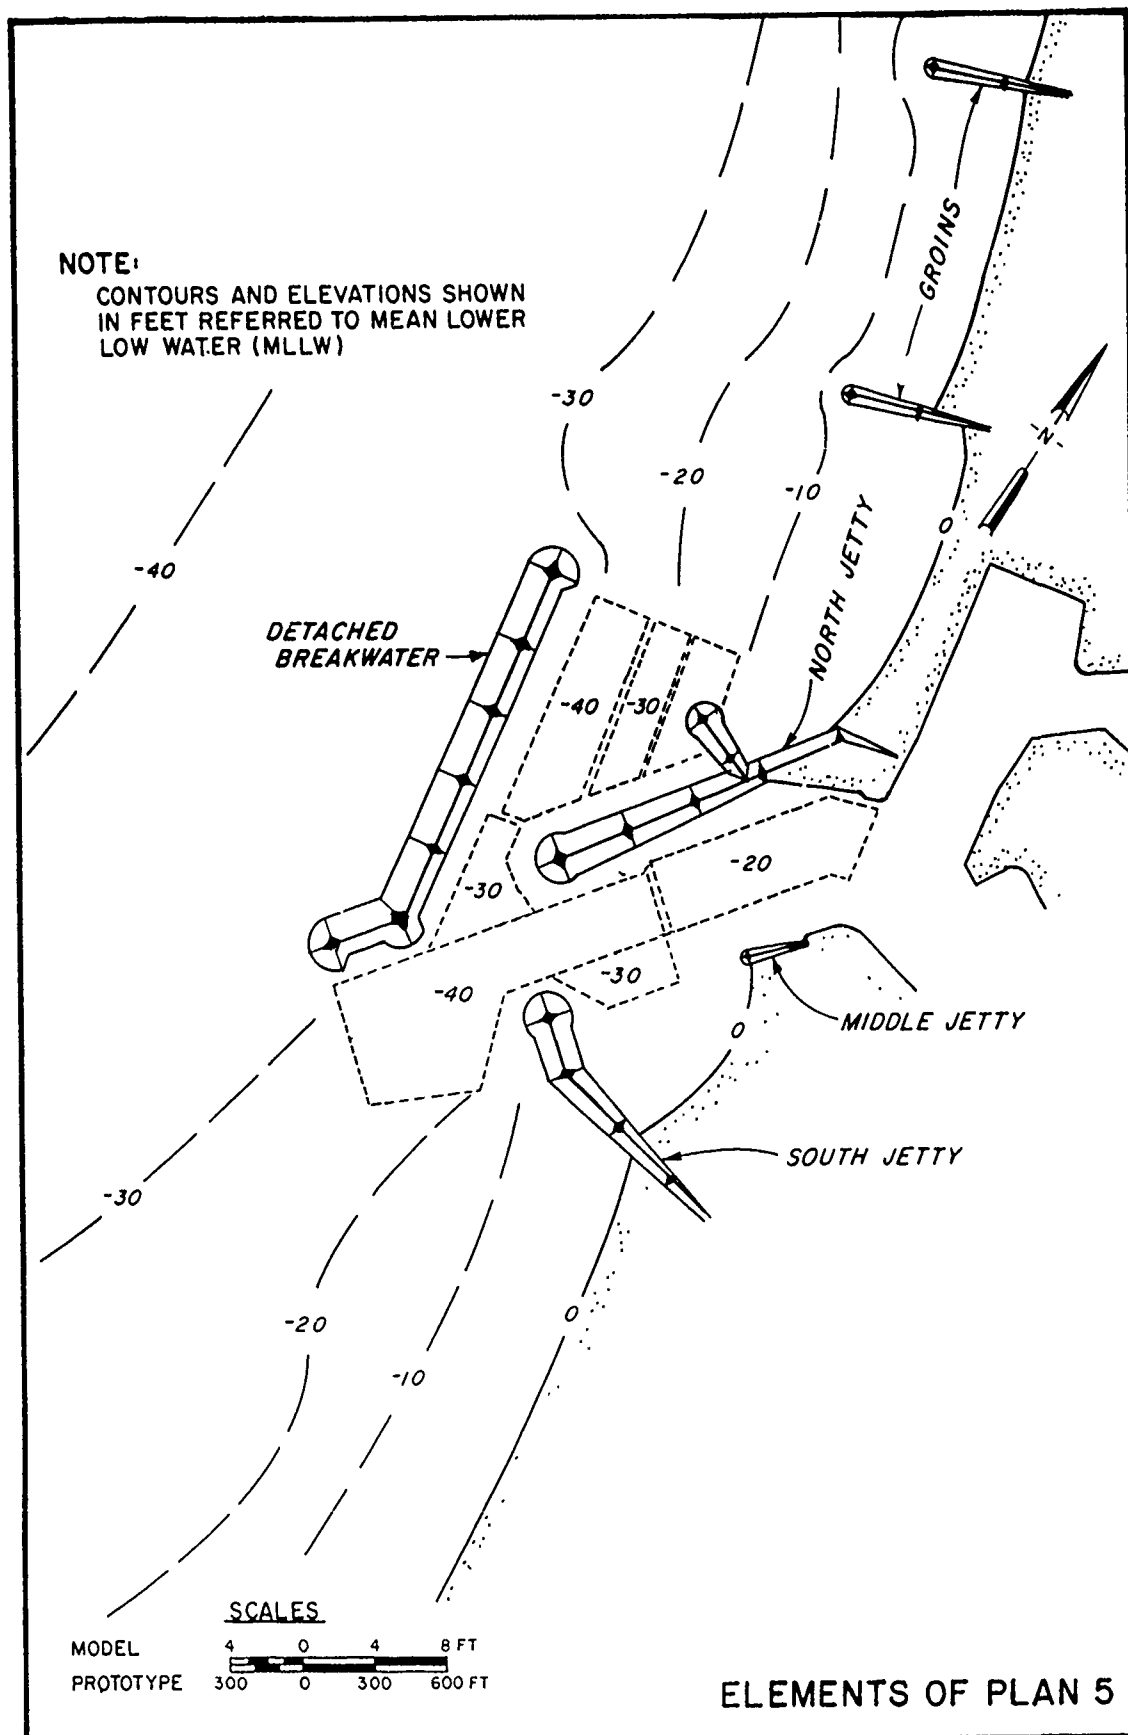 GROINS
NOTE:
CONTOURS AND ELEVATIONS SHOWN
IN FEET REFERRED TO MEAN LOWER
LOW WATER (MLLW)
-30
-N-
-20
-10
NORTH JETTY
0
-40
DETACHED
BREAKWATER
-40
-30
-20
-30
-30
-40
MIDDLE JETTY
0
SOUTH JETTY
-30
0
-20
-10
SCALES
MODEL 4 0 4 8 FT
PROTOTYPE 300 0 300 600 FT
ELEMENTS OF PLAN 5